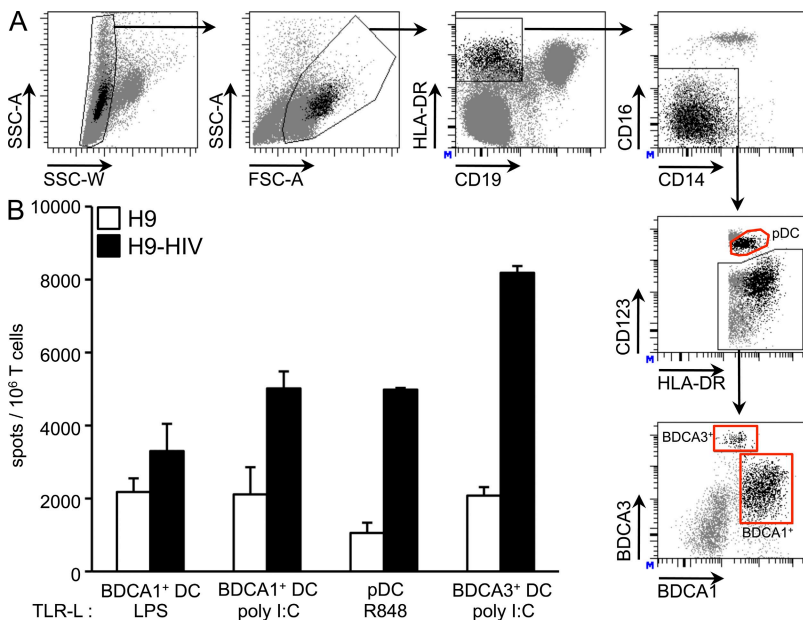 A
SSC-A
SSC-W
SSC-A
FSC-A
HLA-DR
M
CD19
CD16
M
CD14
CD123
pDC
M
HLA-DR
BDCA3
BDCA3⁺
BDCA1⁺
M
BDCA1
B
H9
H9-HIV
spots / 10⁶ T cells
10000
8000
6000
4000
2000
0
BDCA1⁺ DC BDCA1⁺ DC pDC BDCA3⁺ DC
TLR-L : LPS poly I:C R848 poly I:C